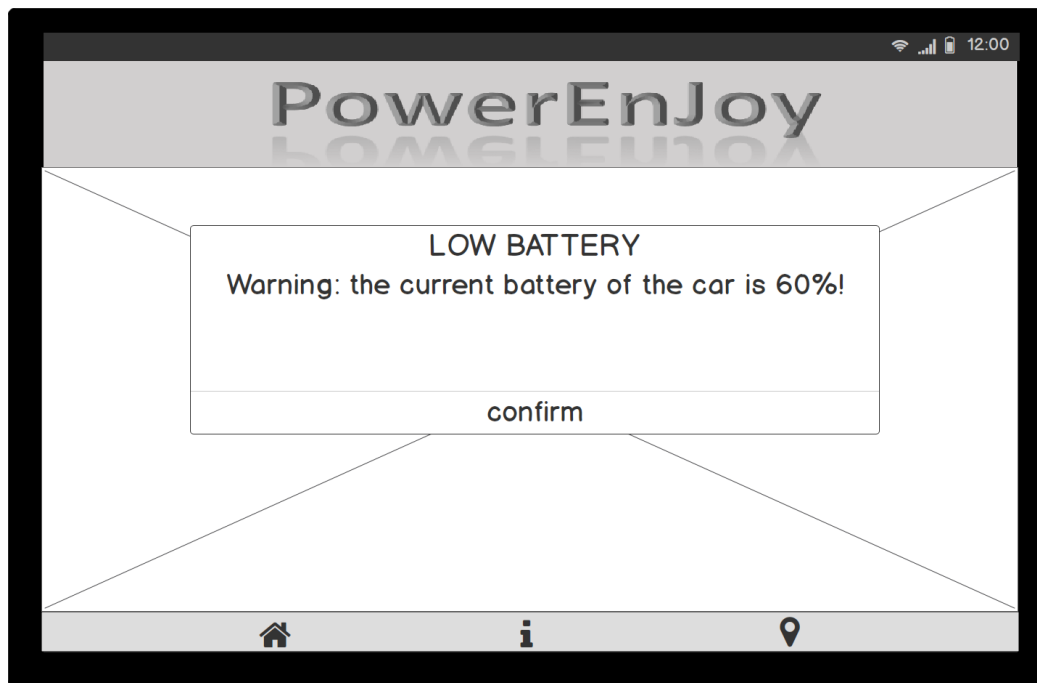 12:00
PowerEnJoy
LOW BATTERY
Warning: the current battery of the car is 60%!
confirm